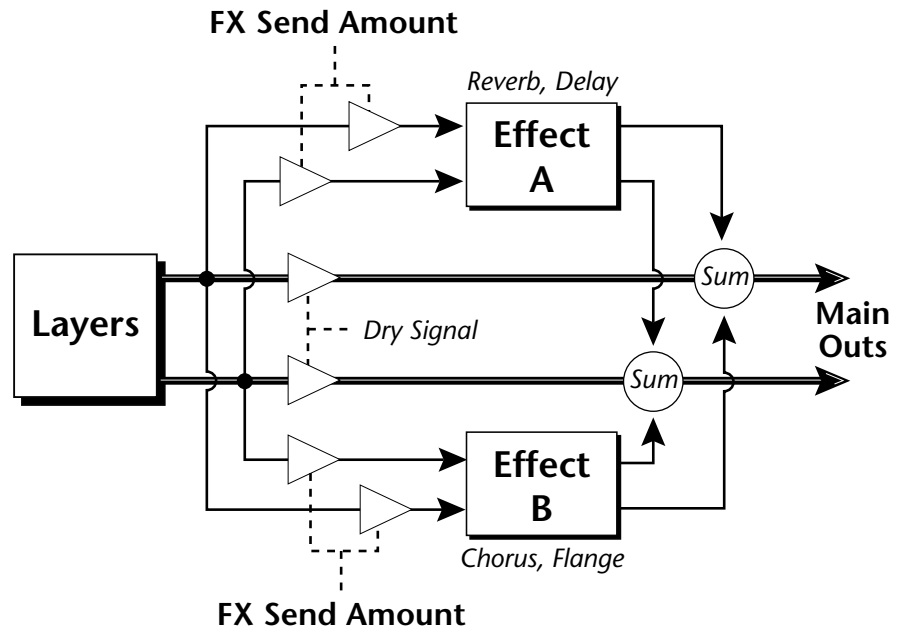 FX Send Amount
Reverb, Delay
Effect
A
Layers
Sum
Main
Outs
Dry Signal
Sum
Effect
B
Chorus, Flange
FX Send Amount